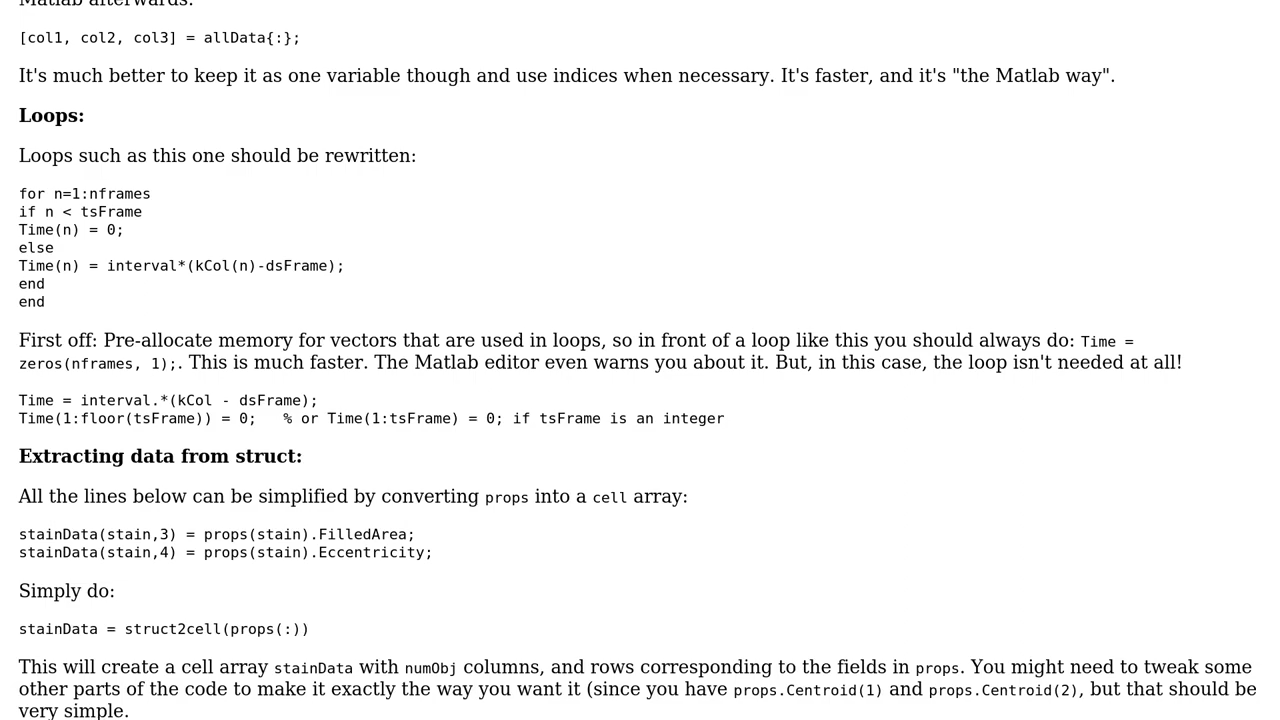 Matlab afterwards:
[col1, col2, col3] = allData{:};
It's much better to keep it as one variable though and use indices when necessary. It's faster, and it's "the Matlab way".
Loops:
Loops such as this one should be rewritten:
for n=1:nframes
if n < tsFrame
Time(n) = 0;
else
Time(n) = interval*(kCol(n)-dsFrame);
end
end
First off: Pre-allocate memory for vectors that are used in loops, so in front of a loop like this you should always do: Time =
zeros(nframes, 1);. This is much faster. The Matlab editor even warns you about it. But, in this case, the loop isn't needed at all!
Time = interval.*(kCol - dsFrame);
Time(1:floor(tsFrame)) = 0;   % or Time(1:tsFrame) = 0; if tsFrame is an integer
Extracting data from struct:
All the lines below can be simplified by converting props into a cell array:
stainData(stain,3) = props(stain).FilledArea;
stainData(stain,4) = props(stain).Eccentricity;
Simply do:
stainData = struct2cell(props(:))
This will create a cell array stainData with numObj columns, and rows corresponding to the fields in props. You might need to tweak some
other parts of the code to make it exactly the way you want it (since you have props.Centroid(1) and props.Centroid(2), but that should be
very simple.